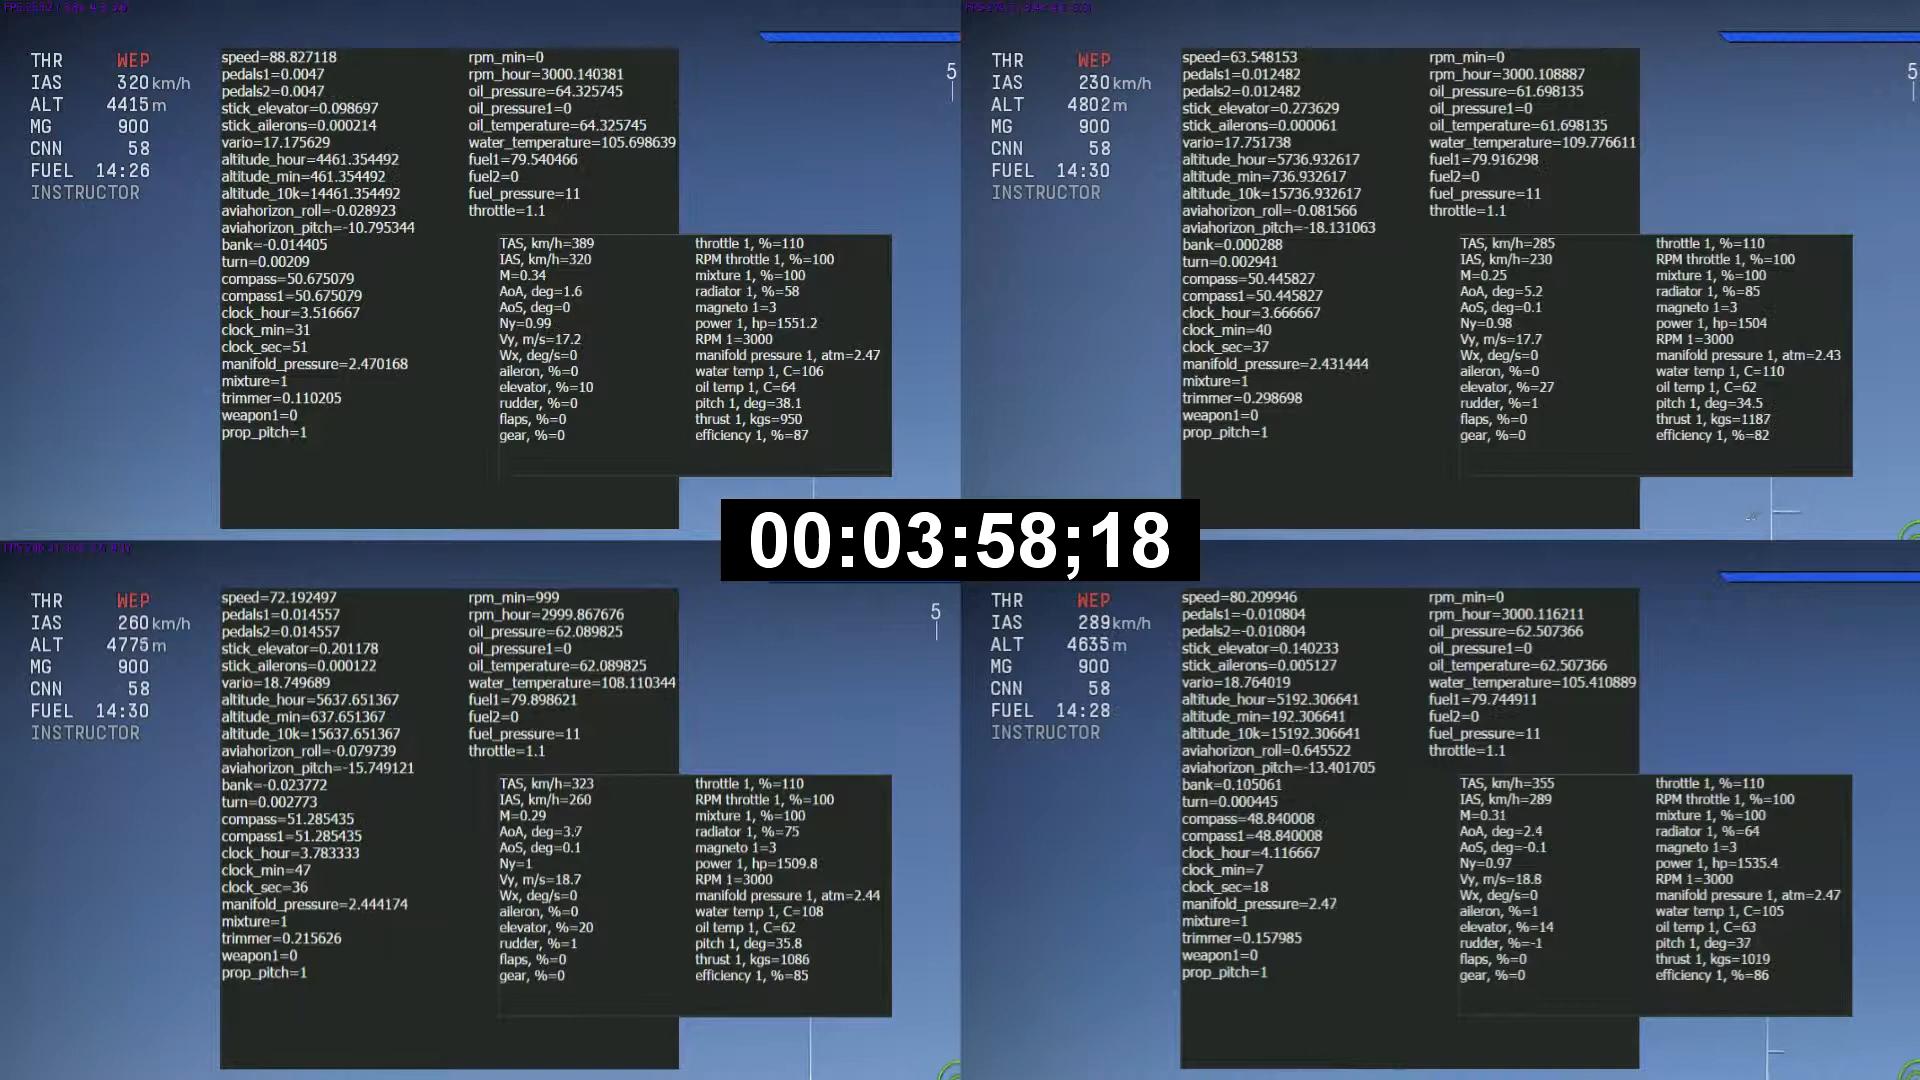 THR WEP
IAS 320 km/h
ALT 4415 m
MG 900
CNN 58
FUEL 14:26
INSTRUCTOR
speed=88.827118
pedals1=0.0047
pedals2=0.0047
stick_elevator=0.098697
stick_ailerons=0.000214
vario=17.175629
altitude_hour=4461.354492
altitude_min=461.354492
altitude_10k=14461.354492
aviahorizon_roll=-0.028923
aviahorizon_pitch=-10.795344
bank=-0.014405
turn=0.00209
compass=50.675079
compass1=50.675079
clock_hour=3.516667
clock_min=31
clock_sec=51
manifold_pressure=2.470168
mixture=1
trimmer=0.110205
weapon1=0
prop_pitch=1
rpm_min=0
rpm_hour=3000.140381
oil_pressure=64.325745
oil_pressure1=0
oil_temperature=64.325745
water_temperature=105.698639
fuel1=79.540466
fuel2=0
fuel_pressure=11
throttle=1.1
TAS, km/h=389
IAS, km/h=320
M=0.34
AoA, deg=1.6
AoS, deg=0
Ny=0.99
Vy, m/s=17.2
Wx, deg/s=0
aileron, %=0
elevator, %=10
rudder, %=0
flaps, %=0
gear, %=0
throttle 1, %=110
RPM throttle 1, %=100
mixture 1, %=100
radiator 1, %=58
magneto 1=3
power 1, hp=1551.2
RPM 1=3000
manifold pressure 1, atm=2.47
water temp 1, C=106
oil temp 1, C=64
pitch 1, deg=38.1
thrust 1, kgs=950
efficiency 1, %=87
5
THR WEP
IAS 230 km/h
ALT 4802 m
MG 900
CNN 58
FUEL 14:30
INSTRUCTOR
speed=63.548153
pedals1=0.012482
pedals2=0.012482
stick_elevator=0.273629
stick_ailerons=0.000061
vario=17.751738
altitude_hour=5736.932617
altitude_min=736.932617
altitude_10k=15736.932617
aviahorizon_roll=-0.081566
aviahorizon_pitch=-18.131063
bank=0.000288
turn=0.002941
compass=50.445827
compass1=50.445827
clock_hour=3.666667
clock_min=40
clock_sec=37
manifold_pressure=2.431444
mixture=1
trimmer=0.298698
weapon1=0
prop_pitch=1
rpm_min=0
rpm_hour=3000.108887
oil_pressure=61.698135
oil_pressure1=0
oil_temperature=61.698135
water_temperature=109.776611
fuel1=79.916298
fuel2=0
fuel_pressure=11
throttle=1.1
TAS, km/h=285
IAS, km/h=230
M=0.25
AoA, deg=5.2
AoS, deg=0.1
Ny=0.98
Vy, m/s=17.7
Wx, deg/s=0
aileron, %=0
elevator, %=27
rudder, %=1
flaps, %=0
gear, %=0
throttle 1, %=110
RPM throttle 1, %=100
mixture 1, %=100
radiator 1, %=85
magneto 1=3
power 1, hp=1504
RPM 1=3000
manifold pressure 1, atm=2.43
water temp 1, C=110
oil temp 1, C=62
pitch 1, deg=34.5
thrust 1, kgs=1187
efficiency 1, %=82
5
00:03:58;18
THR WEP
IAS 260 km/h
ALT 4775 m
MG 900
CNN 58
FUEL 14:30
INSTRUCTOR
speed=72.192497
pedals1=0.014557
pedals2=0.014557
stick_elevator=0.201178
stick_ailerons=0.000122
vario=18.749689
altitude_hour=5637.651367
altitude_min=637.651367
altitude_10k=15637.651367
aviahorizon_roll=-0.079739
aviahorizon_pitch=-15.749121
bank=-0.023772
turn=0.002773
compass=51.285435
compass1=51.285435
clock_hour=3.783333
clock_min=47
clock_sec=36
manifold_pressure=2.444174
mixture=1
trimmer=0.215626
weapon1=0
prop_pitch=1
rpm_min=999
rpm_hour=2999.867676
oil_pressure=62.089825
oil_pressure1=0
oil_temperature=62.089825
water_temperature=108.110344
fuel1=79.898621
fuel2=0
fuel_pressure=11
throttle=1.1
TAS, km/h=323
IAS, km/h=260
M=0.29
AoA, deg=3.7
AoS, deg=0.1
Ny=1
Vy, m/s=18.7
Wx, deg/s=0
aileron, %=0
elevator, %=20
rudder, %=1
flaps, %=0
gear, %=0
throttle 1, %=110
RPM throttle 1, %=100
mixture 1, %=100
radiator 1, %=75
magneto 1=3
power 1, hp=1509.8
RPM 1=3000
manifold pressure 1, atm=2.44
water temp 1, C=108
oil temp 1, C=62
pitch 1, deg=35.8
thrust 1, kgs=1086
efficiency 1, %=85
5
THR WEP
IAS 289 km/h
ALT 4635 m
MG 900
CNN 58
FUEL 14:28
INSTRUCTOR
speed=80.209946
pedals1=-0.010804
pedals2=-0.010804
stick_elevator=0.140233
stick_ailerons=0.005127
vario=18.764019
altitude_hour=5192.306641
altitude_min=192.306641
altitude_10k=15192.306641
aviahorizon_roll=0.645522
aviahorizon_pitch=-13.401705
bank=0.105061
turn=0.000445
compass=48.840008
compass1=48.840008
clock_hour=4.116667
clock_min=7
clock_sec=18
manifold_pressure=2.47
mixture=1
trimmer=0.157985
weapon1=0
prop_pitch=1
rpm_min=0
rpm_hour=3000.116211
oil_pressure=62.507366
oil_pressure1=0
oil_temperature=62.507366
water_temperature=105.410889
fuel1=79.744911
fuel2=0
fuel_pressure=11
throttle=1.1
TAS, km/h=355
IAS, km/h=289
M=0.31
AoA, deg=2.4
AoS, deg=-0.1
Ny=0.97
Vy, m/s=18.8
Wx, deg/s=0
aileron, %=1
elevator, %=14
rudder, %=-1
flaps, %=0
gear, %=0
throttle 1, %=110
RPM throttle 1, %=100
mixture 1, %=100
radiator 1, %=64
magneto 1=3
power 1, hp=1535.4
RPM 1=3000
manifold pressure 1, atm=2.47
water temp 1, C=105
oil temp 1, C=63
pitch 1, deg=37
thrust 1, kgs=1019
efficiency 1, %=86